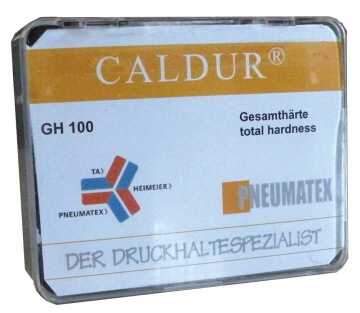 CALDUR®
GH 100
Gesamthärte
total hardness
TA>
HEIMEIER>
PNEUMATEX>
PNEUMATEX
DER DRUCKHALTESPEZIALIST